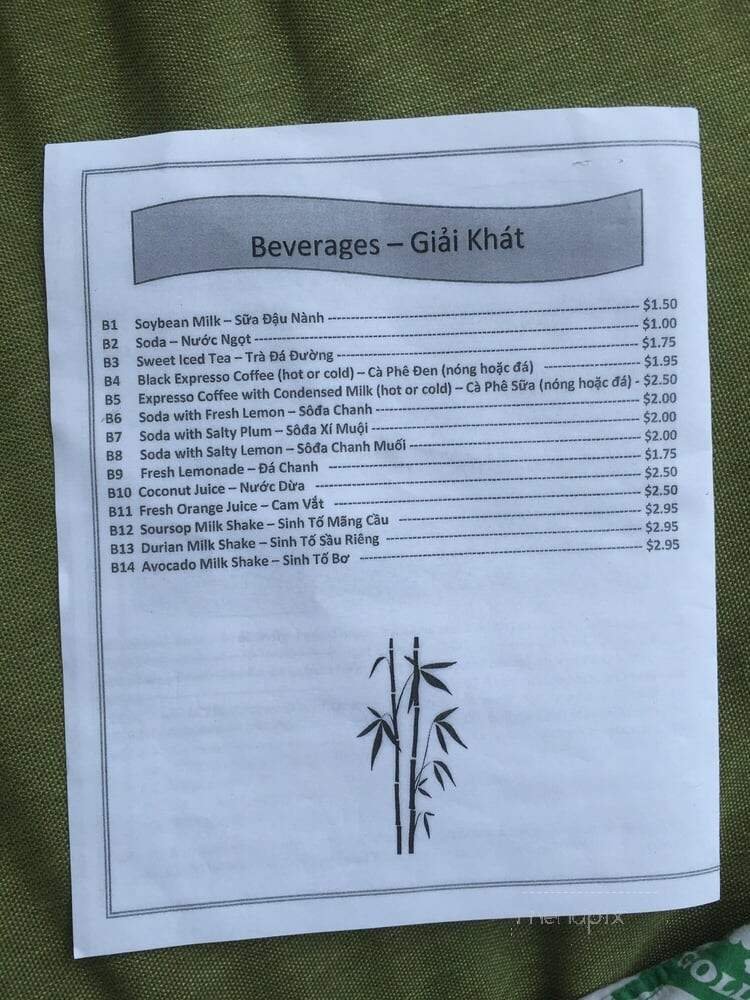 Beverages – Giải Khát
B1 Soybean Milk – Sữa Đậu Nành ---------- $1.50
B2 Soda – Nước Ngọt ---------- $1.00
B3 Sweet Iced Tea – Trà Đá Đường ---------- $1.75
B4 Black Expresso Coffee (hot or cold) – Cà Phê Đen (nóng hoặc đá) ---------- $1.95
B5 Expresso Coffee with Condensed Milk (hot or cold) – Cà Phê Sữa (nóng hoặc đá) - $2.50
B6 Soda with Fresh Lemon – Sôđa Chanh ---------- $2.00
B7 Soda with Salty Plum – Sôđa Xí Muội ---------- $2.00
B8 Soda with Salty Lemon – Sôđa Chanh Muối ---------- $2.00
B9 Fresh Lemonade – Đá Chanh ---------- $1.75
B10 Coconut Juice – Nước Dừa ---------- $2.50
B11 Fresh Orange Juice – Cam Vắt ---------- $2.50
B12 Soursop Milk Shake – Sinh Tố Mãng Cầu ---------- $2.95
B13 Durian Milk Shake – Sinh Tố Sầu Riêng ---------- $2.95
B14 Avocado Milk Shake – Sinh Tố Bơ ---------- $2.95
menupix